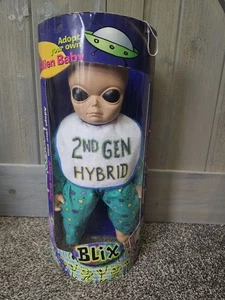 Adopt
your own
Alien Baby
2ND GEN
HYBRID
BLiX